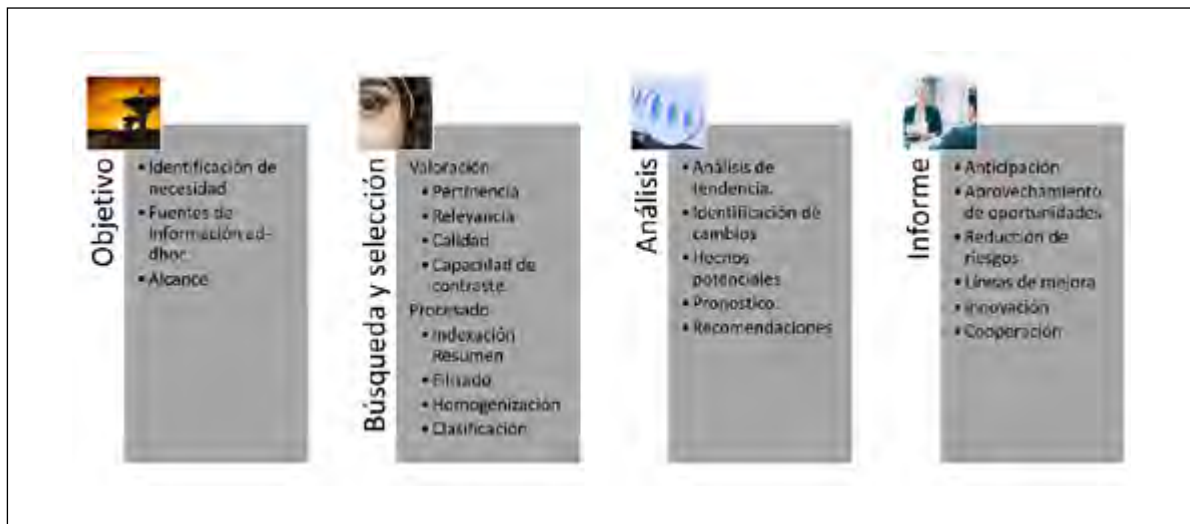 Objetivo
• Identificación de
necesidad
• Fuentes de
Información ad-
dhoc
• Alcance
Búsqueda y selección
Valoración
• Pertinencia
• Relevancia
• Calidad
• Capacidad de
contraste
Procesado
• Indexación
Resumen
• Filtrado
• Homogenización
• Clasificación
Análisis
• Análisis de
tendencia.
• Identificación de
cambios
• Hechos
potenciales
• Pronostico.
• Recomendaciones
Informe
• Anticipación
• Aprovechamiento
de oportunidades
• Reducción de
riesgos
• Líneas de mejora
• Innovación
• Cooperación